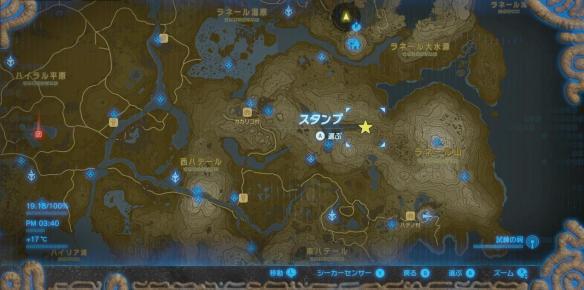 ラネール湿原
ラネール大水源
ハイラル平原
カカリコ村
スタンプ
A 選ぶ
ラネール山
西ハテール
ハテノ村
19.18/100%
PM 03:40
+17℃
ハイリア湖
南ハテール
試練の祠
移動 L
シーカーセンサー Y
戻る B
選ぶ A
ズーム